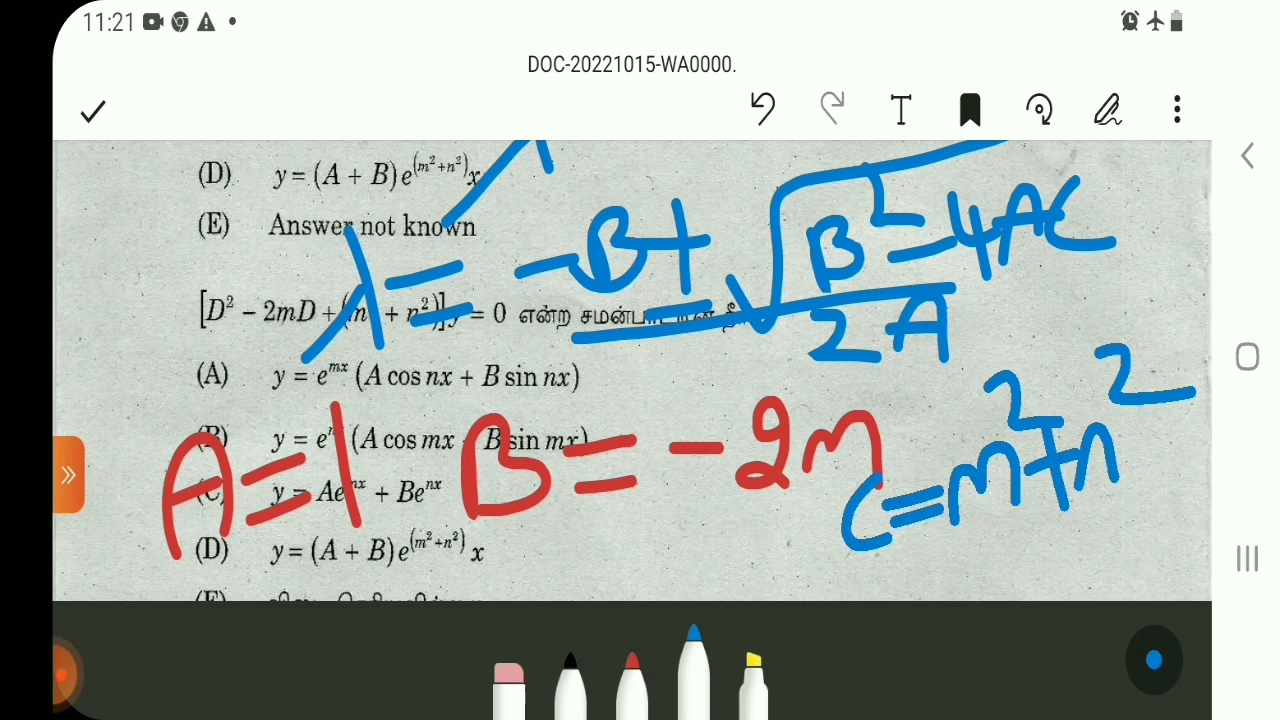 11:21
DOC-20221015-WA0000.
(D) y = (A + B) e^(m²+n²) x
(E) Answer not known
λ = -B ± √B² - 4AC
2A
[D² − 2mD + (m² + n²)] y = 0 என்ற
(A) y = e^mx (A cos nx + B sin nx)
(B) y = e (A cos mx B sin mx)
A = 1 B = -2m C = m² + n²
(C) y = Ae^mx + Be^nx
(D) y = (A + B) e^(m²+n²) x